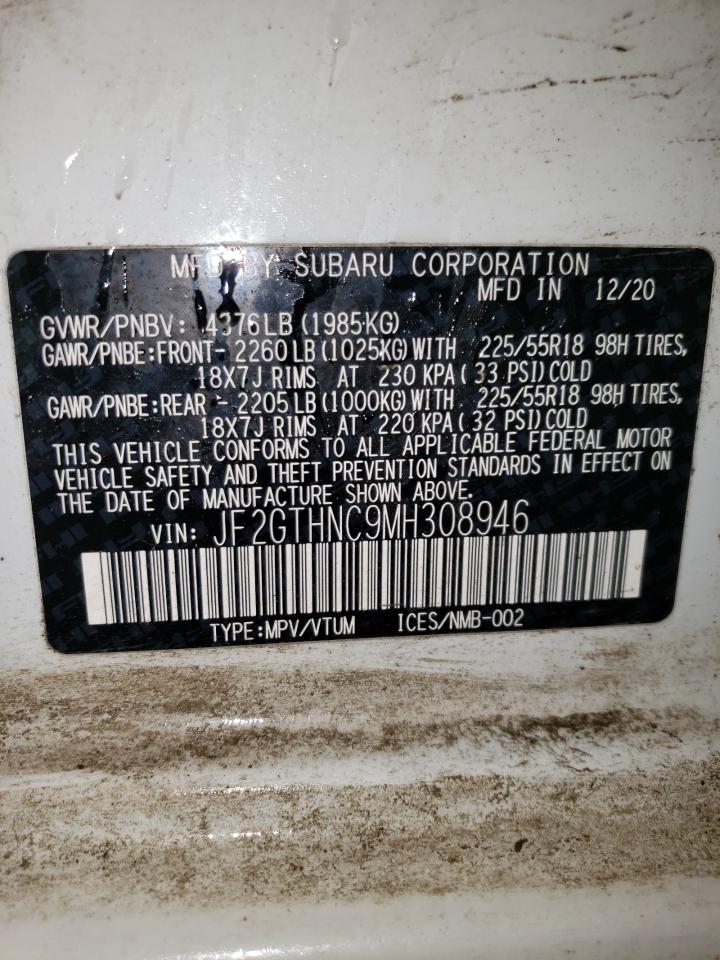 MFD BY: SUBARU CORPORATION
MFD IN 12/20
GVWR/PNBV: 4376LB (1985KG)
GAWR/PNBE:FRONT- 2260LB (1025KG) WITH 225/55R18 98H TIRES,
18X7J RIMS AT 230 KPA ( 33 PSI) COLD
GAWR/PNBE:REAR - 2205LB (1000KG) WITH 225/55R18 98H TIRES,
18X7J RIMS AT 220 KPA ( 32 PSI) COLD
THIS VEHICLE CONFORMS TO ALL APPLICABLE FEDERAL MOTOR
VEHICLE SAFETY AND THEFT PREVENTION STANDARDS IN EFFECT ON
THE DATE OF MANUFACTURE SHOWN ABOVE.
VIN: JF2GTHNC9MH308946
TYPE:MPV/VTUM ICES/NMB-002